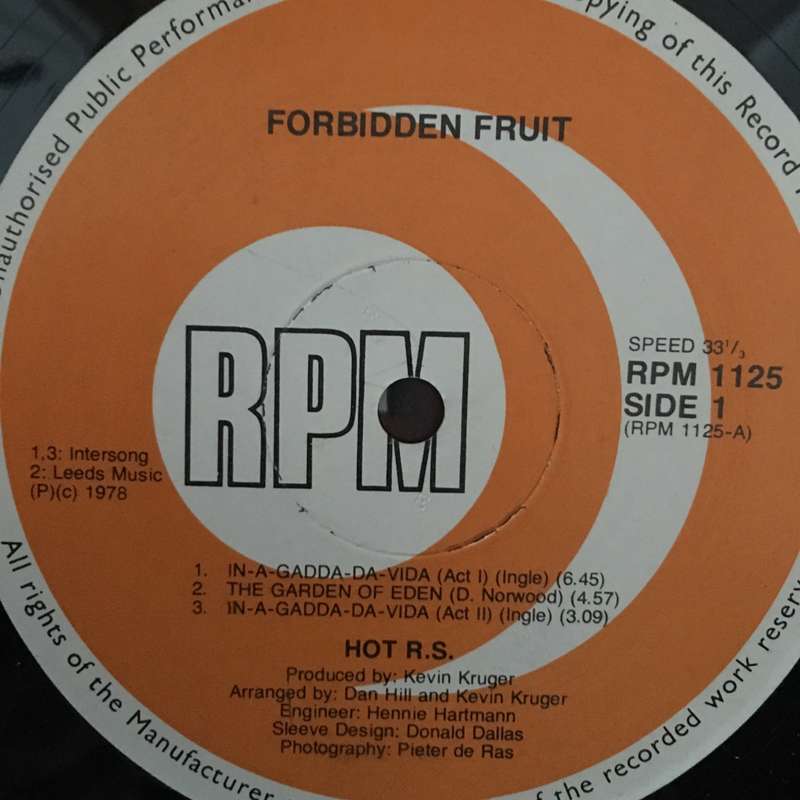 Unauthorised Public Performa
pying of this Record
FORBIDDEN FRUIT
RPM
SPEED 33 1/3
RPM 1125
SIDE 1
(RPM 1125-A)
1,3: Intersong
2: Leeds Music
(P)(c) 1978
1. IN-A-GADDA-DA-VIDA (Act I) (Ingle) (6.45)
2. THE GARDEN OF EDEN (D. Norwood) (4.57)
3. IN-A-GADDA-DA-VIDA (Act II) (Ingle) (3.09)
HOT R.S.
Produced by: Kevin Kruger
Arranged by: Dan Hill and Kevin Kruger
Engineer: Hennie Hartmann
Sleeve Design: Donald Dallas
Photography: Pieter de Ras
All rights of the Manufacturer
of the recorded work reserv